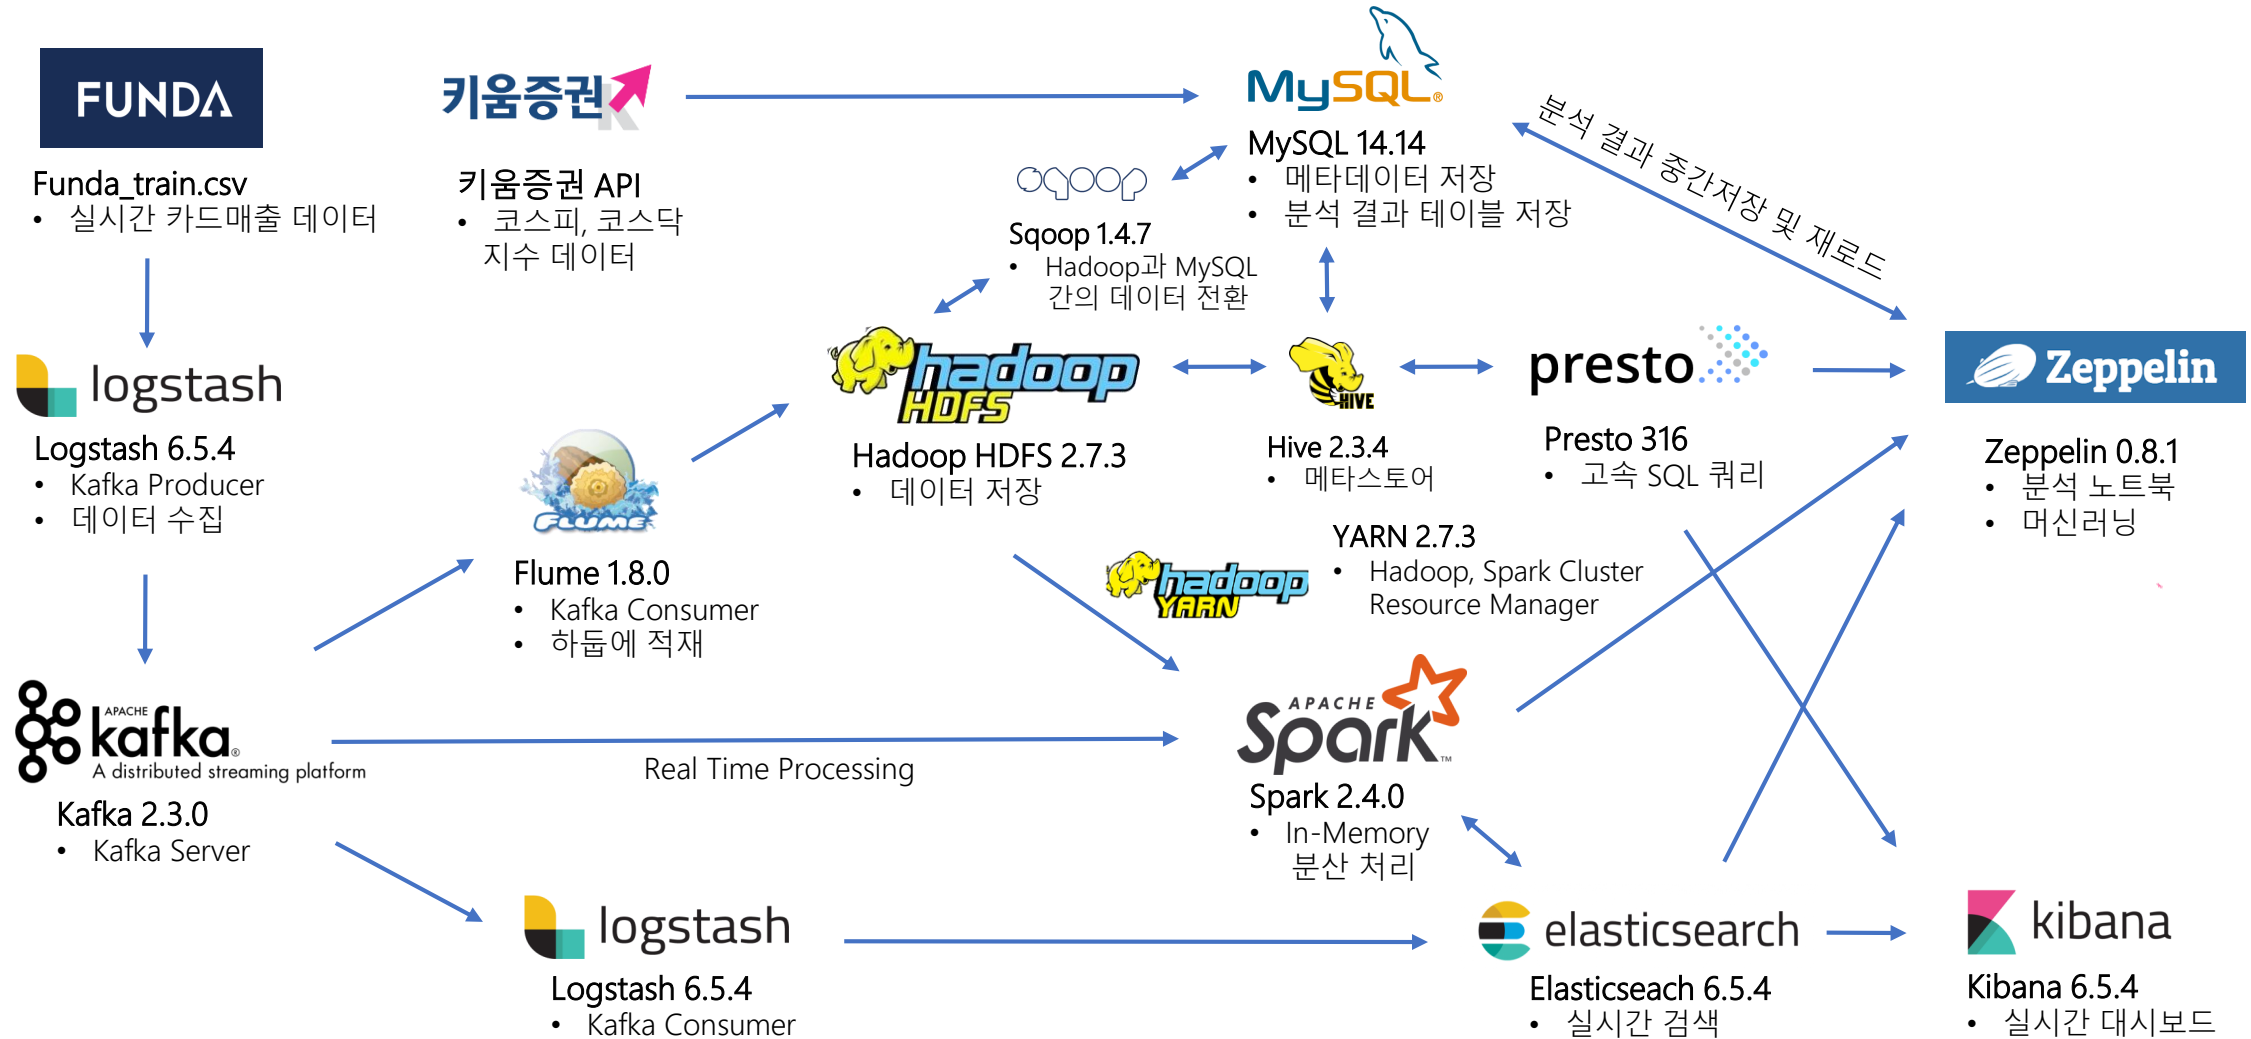 FUNDA
Funda_train.csv
• 실시간 카드매출 데이터
키움증권
키움증권 API
• 코스피, 코스닥
지수 데이터
MySQL®
MySQL 14.14
• 메타데이터 저장
• 분석 결과 테이블 저장
분석 결과 중간저장 및 재로드
sqoop
Sqoop 1.4.7
• Hadoop과 MySQL
간의 데이터 전환
logstash
Logstash 6.5.4
• Kafka Producer
• 데이터 수집
FLUME
Flume 1.8.0
• Kafka Consumer
• 하둡에 적재
hadoop
HDFS
Hadoop HDFS 2.7.3
• 데이터 저장
HIVE
Hive 2.3.4
• 메타스토어
presto
Presto 316
• 고속 SQL 쿼리
Zeppelin
Zeppelin 0.8.1
• 분석 노트북
• 머신러닝
hadoop
YARN
YARN 2.7.3
• Hadoop, Spark Cluster
Resource Manager
APACHE
kafka®
A distributed streaming platform
Kafka 2.3.0
• Kafka Server
Real Time Processing
APACHE
Spark™
Spark 2.4.0
• In-Memory
분산 처리
logstash
Logstash 6.5.4
• Kafka Consumer
elasticsearch
Elasticseach 6.5.4
• 실시간 검색
kibana
Kibana 6.5.4
• 실시간 대시보드